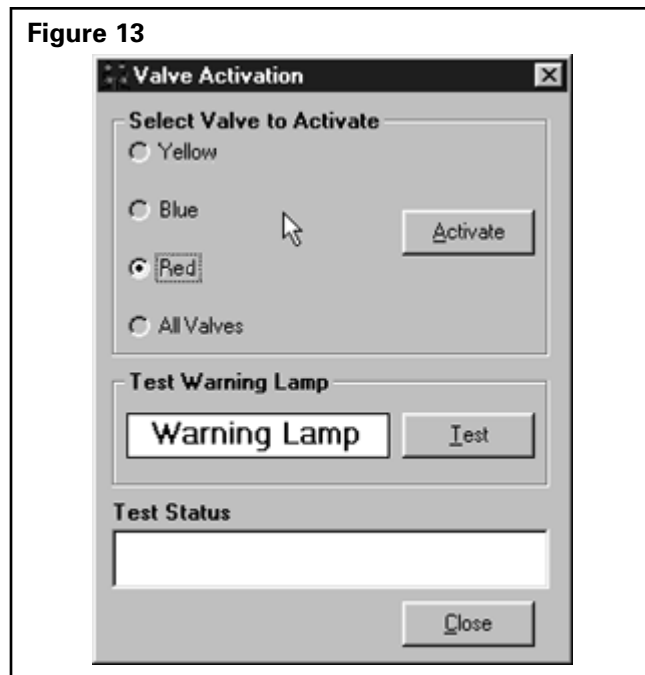 Figure 13
Valve Activation
Select Valve to Activate
Yellow
Blue
Activate
Red
All Valves
Test Warning Lamp
Warning Lamp
Test
Test Status
Close